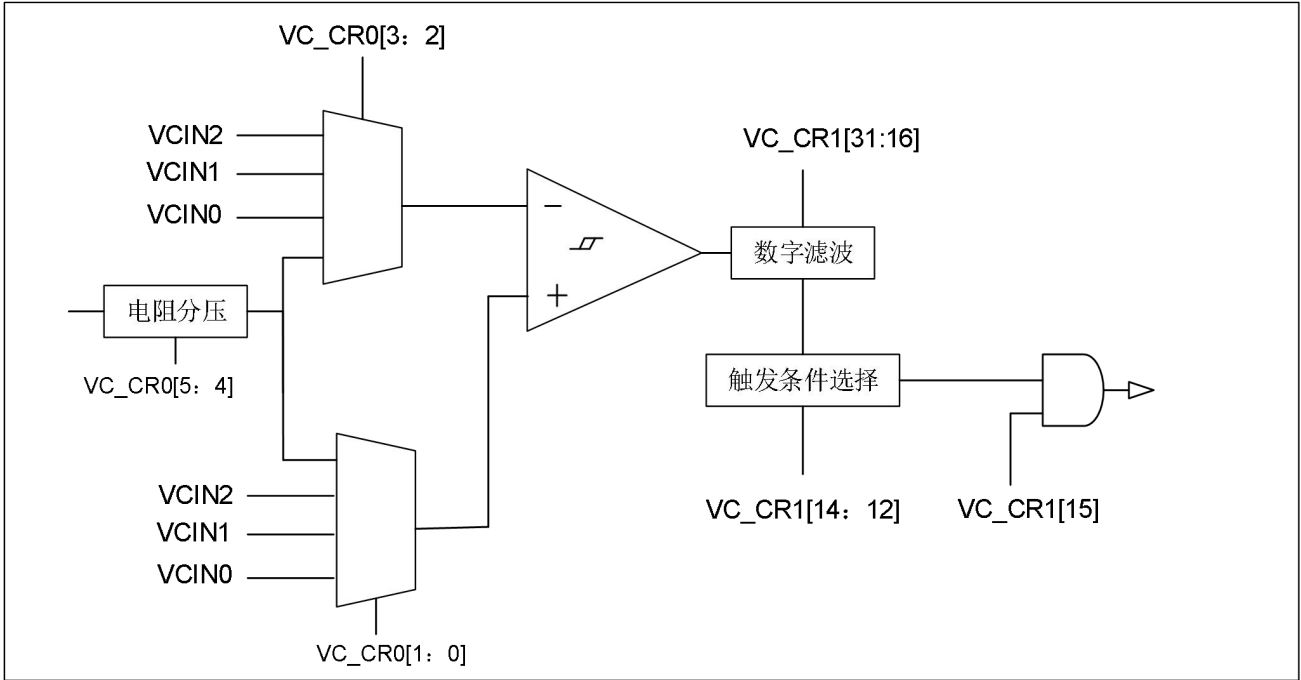 VC_CR0[3：2]
VCIN2
VCIN1
VCIN0
VC_CR1[31:16]
数字滤波
电阻分压
VC_CR0[5：4]
触发条件选择
VCIN2
VCIN1
VCIN0
VC_CR1[14：12]
VC_CR1[15]
VC_CR0[1：0]